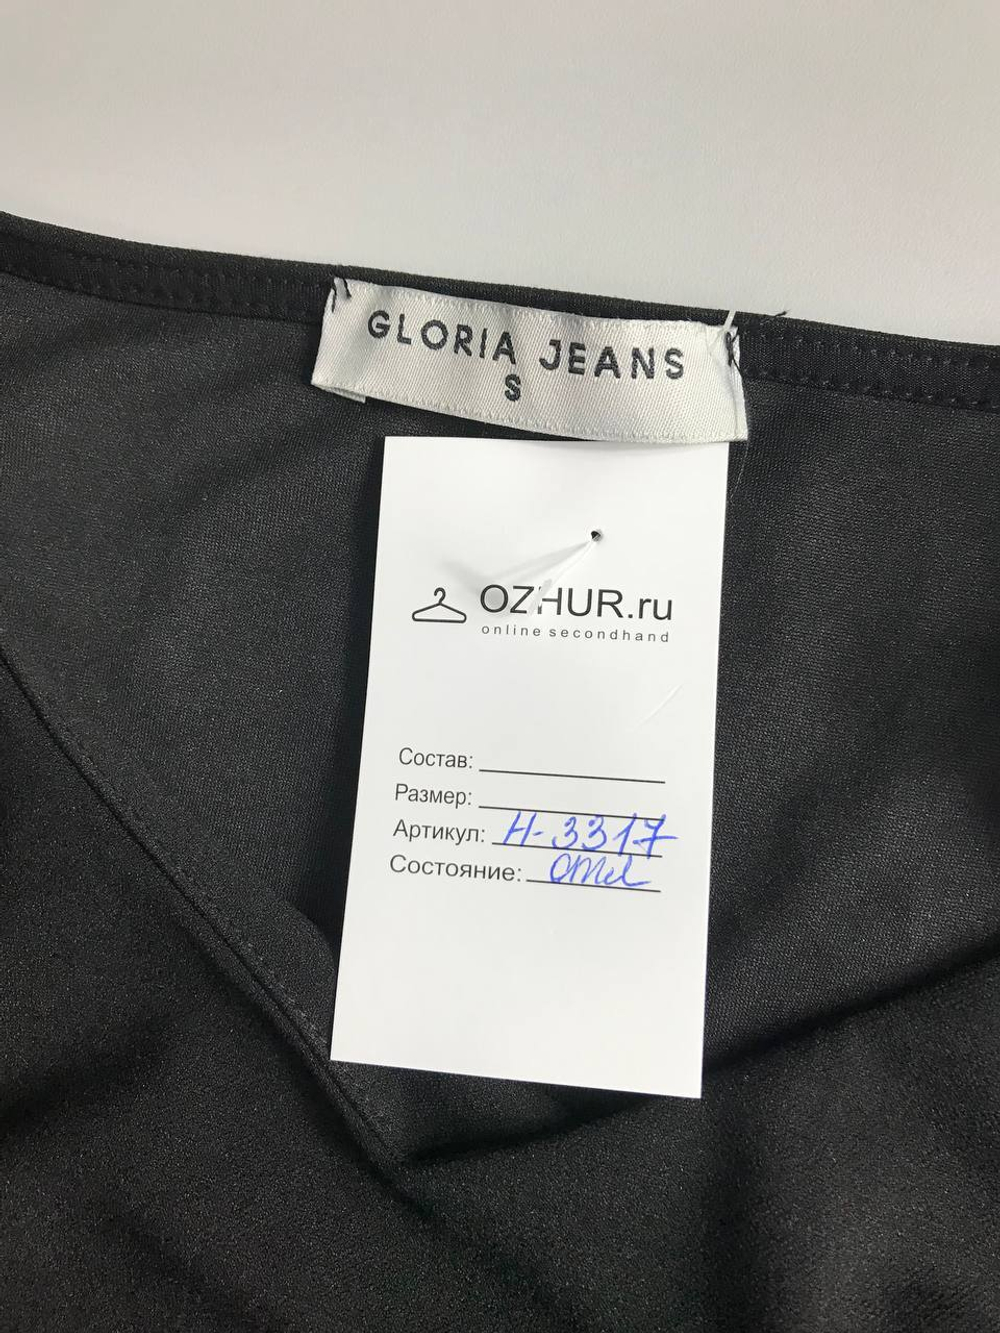 GLORIA JEANS
S
OZHUR.ru
online secondhand
Состав:
Размер:
Артикул: Н-3317
Состояние: отл